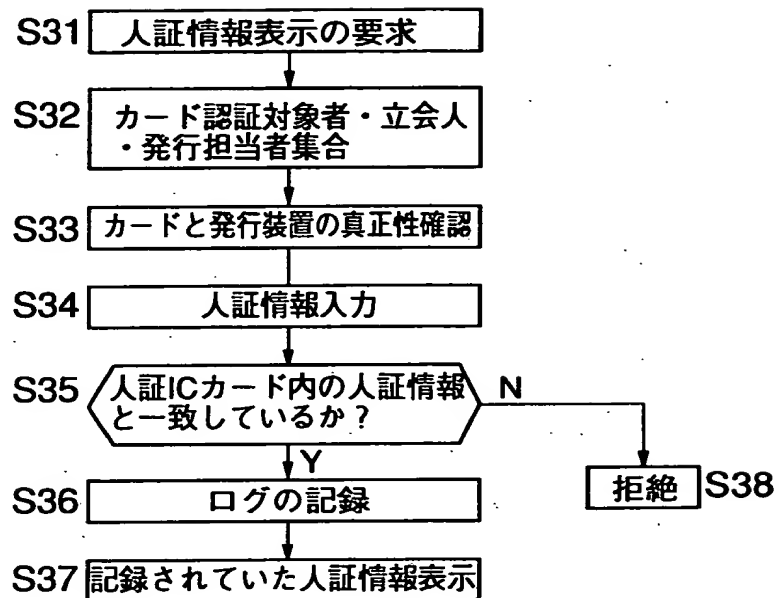 S31 人証情報表示の要求
S32 カード認証対象者・立会人
・発行担当者集合
S33 カードと発行装置の真正性確認
S34 人証情報入力
S35 人証ICカード内の人証情報 N
と一致しているか？
Y
S36 ログの記録
拒絶 S38
S37 記録されていた人証情報表示